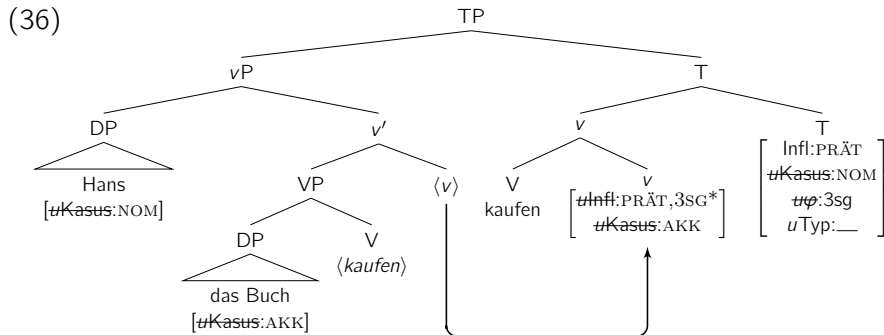 (36)
TP
vP T
DP v′ v T
Hans VP ⟨v⟩ V v Infl:PRÄT
[uKasus:NOM] kaufen uInfl:PRÄT,3SG* uKasus:NOM
DP V uKasus:AKK uφ:3sg
⟨kaufen⟩ uTyp:__
das Buch
[uKasus:AKK]